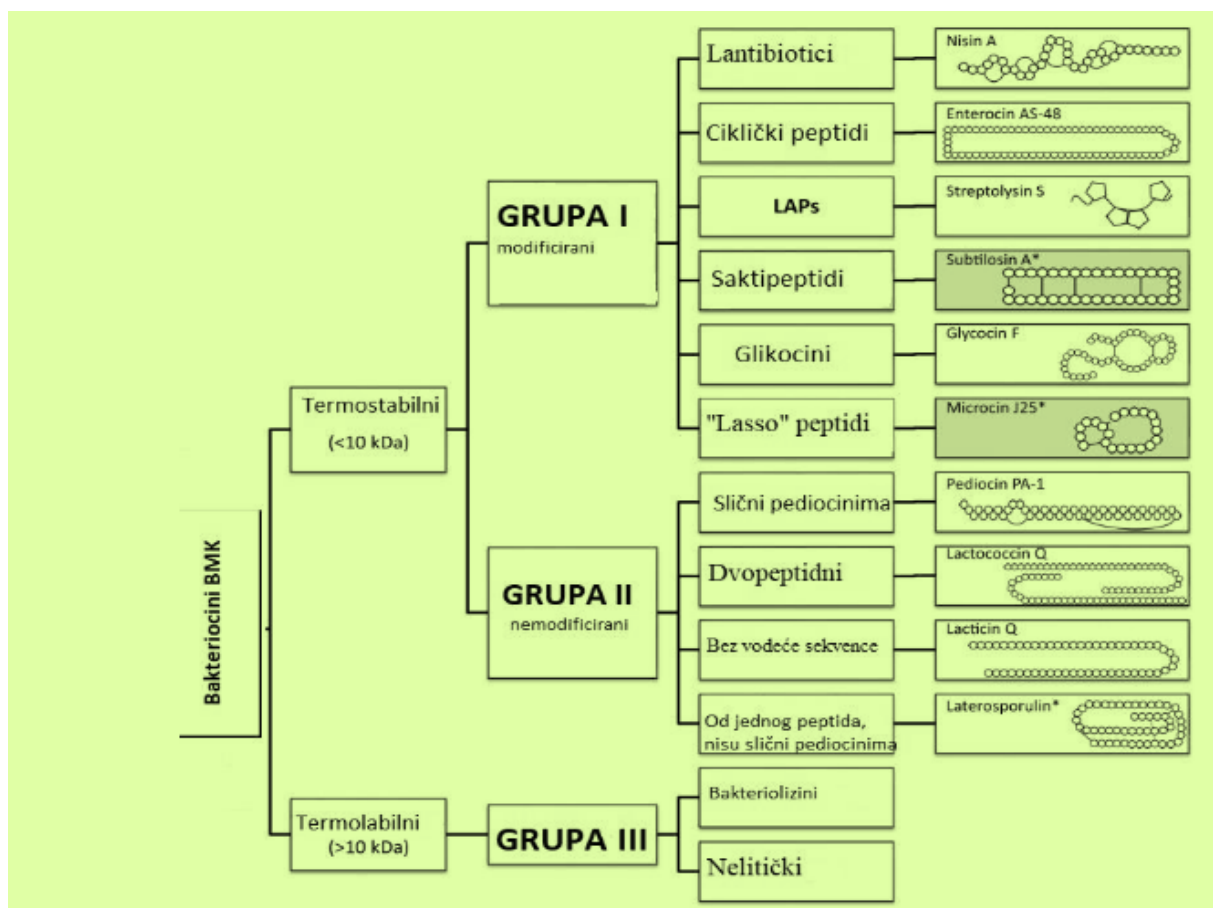 Bakteriocini BMK
Termostabilni
(<10 kDa)
Termolabilni
(>10 kDa)
GRUPA I
modificirani
GRUPA II
nemodificirani
GRUPA III
Lantibiotici
Nisin A
Ciklički peptidi
Enterocin AS-48
LAPs
Streptolysin S
Saktipeptidi
Subtilosin A*
Glikocini
Glycocin F
"Lasso" peptidi
Microcin J25*
Slični pediocinima
Pediocin PA-1
Dvopeptidni
Lactococcin Q
Bez vodeće sekvence
Lacticin Q
Od jednog peptida,
nisu slični pediocinima
Laterosporulin*
Bakteriolizini
Nelitički